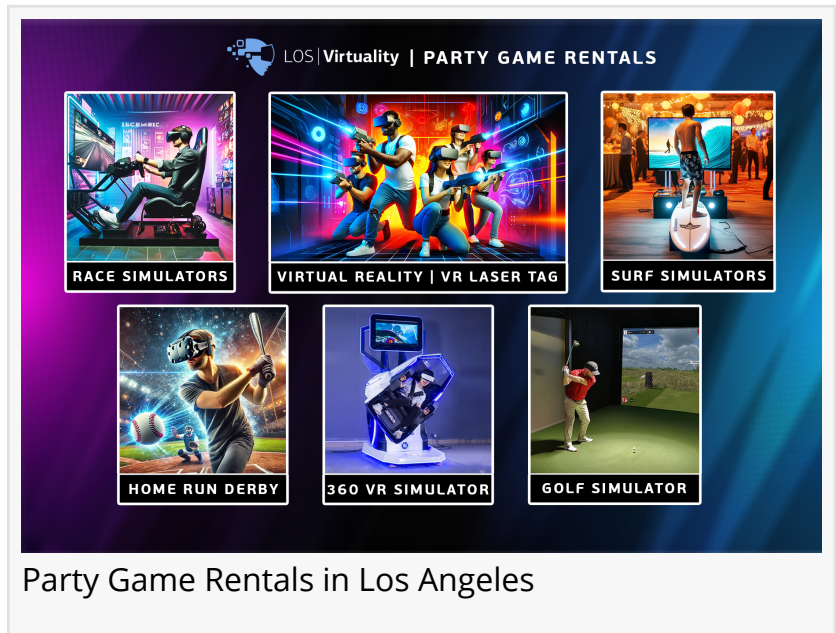 LOS|Virtuality | PARTY GAME RENTALS
RACE SIMULATORS
VIRTUAL REALITY | VR LASER TAG
SURF SIMULATORS
HOME RUN DERBY
360 VR SIMULATOR
GOLF SIMULATOR
Party Game Rentals in Los Angeles